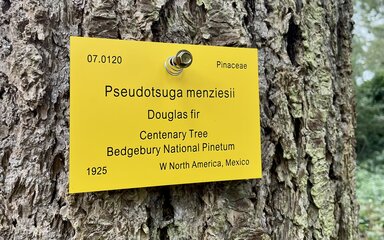 07.0120 Pinaceae
Pseudotsuga menziesii
Douglas fir
Centenary Tree
Bedgebury National Pinetum
1925 W North America, Mexico